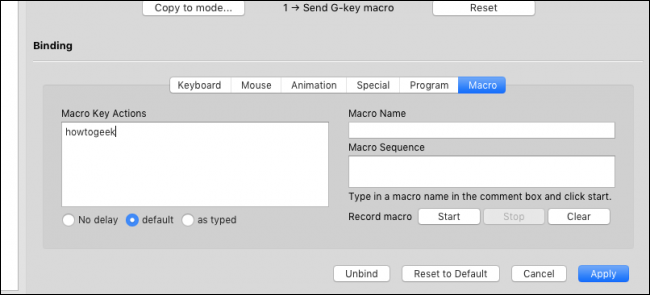 Copy to mode... 1 → Send G-key macro Reset
Binding
Keyboard Mouse Animation Special Program Macro
Macro Key Actions
howtogeek
No delay default as typed
Macro Name
Macro Sequence
Type in a macro name in the comment box and click start.
Record macro Start Stop Clear
Unbind Reset to Default Cancel Apply